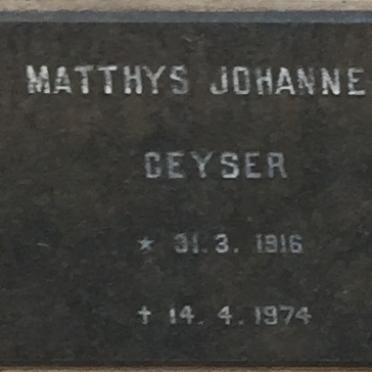 MATTHYS JOHANNE
GEYSER
* 31.3.1916
† 14.4.1974